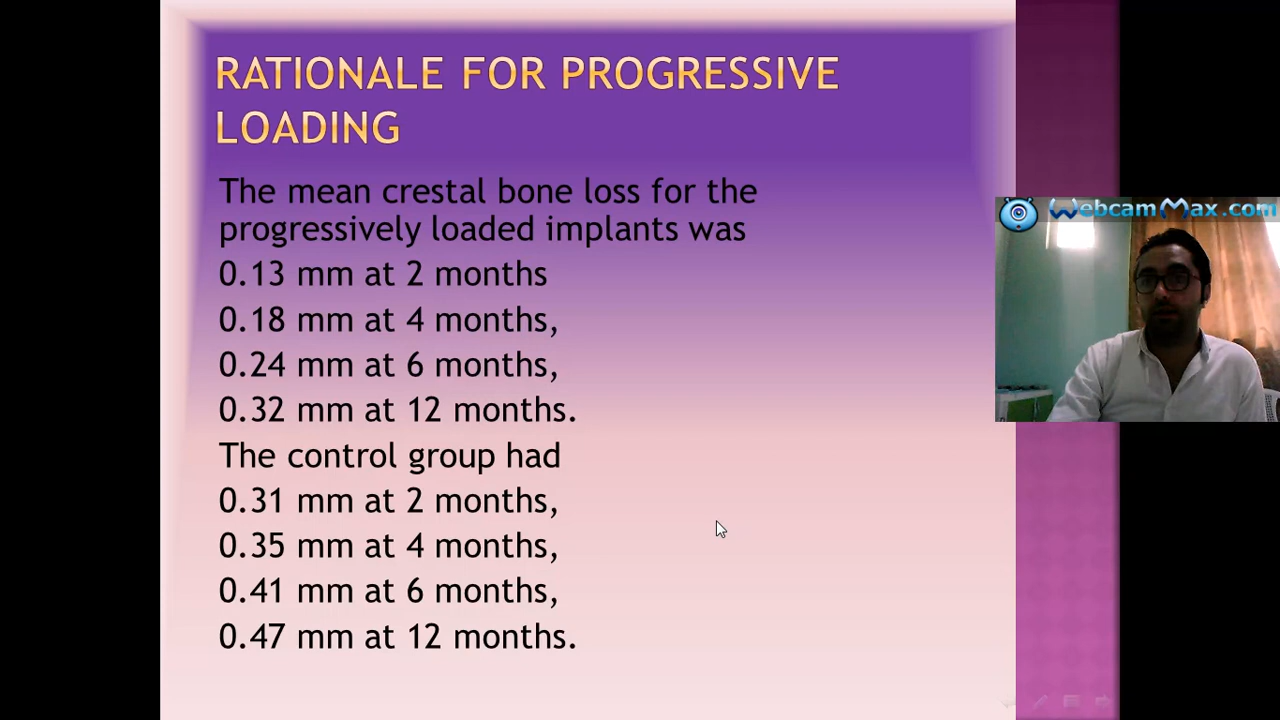 RATIONALE FOR PROGRESSIVE
LOADING
The mean crestal bone loss for the
progressively loaded implants was
0.13 mm at 2 months
0.18 mm at 4 months,
0.24 mm at 6 months,
0.32 mm at 12 months.
The control group had
0.31 mm at 2 months,
0.35 mm at 4 months,
0.41 mm at 6 months,
0.47 mm at 12 months.
WebcamMax.com